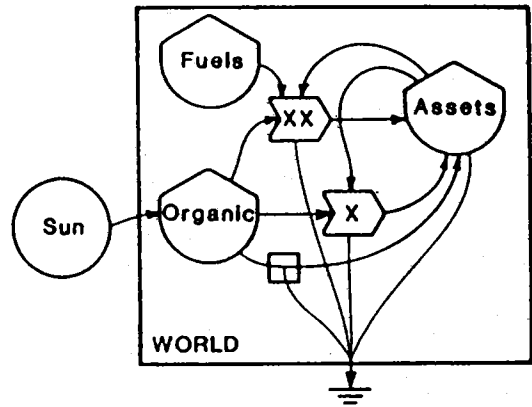 Fuels
XX
Assets
Organic
X
Sun
WORLD